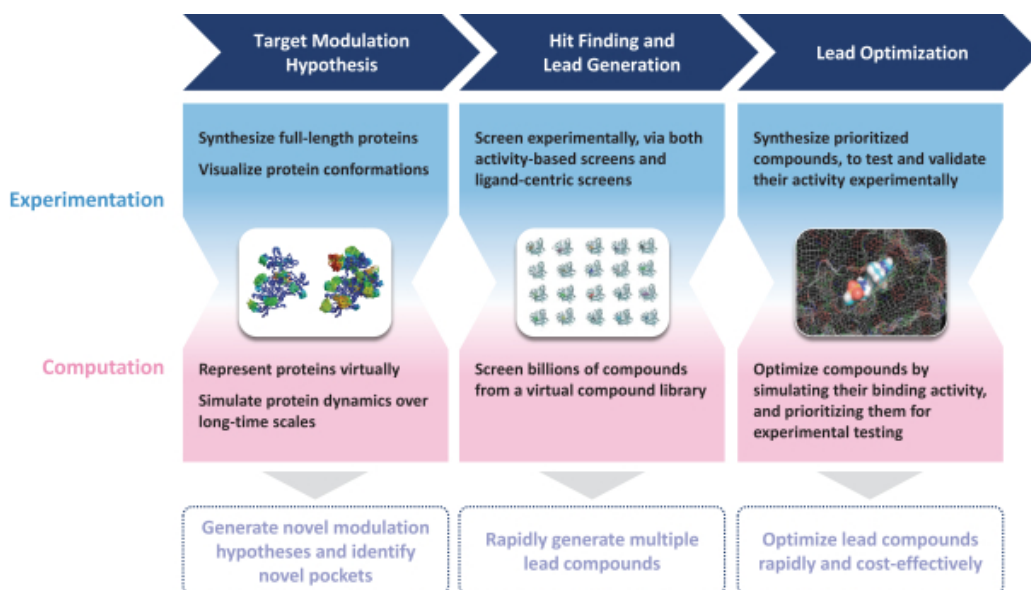 Target Modulation
Hypothesis
Hit Finding and
Lead Generation
Lead Optimization
Experimentation
Synthesize full-length proteins
Visualize protein conformations
Screen experimentally, via both
activity-based screens and
ligand-centric screens
Synthesize prioritized
compounds, to test and validate
their activity experimentally
Computation
Represent proteins virtually
Simulate protein dynamics over
long-time scales
Screen billions of compounds
from a virtual compound library
Optimize compounds by
simulating their binding activity,
and prioritizing them for
experimental testing
Generate novel modulation
hypotheses and identify
novel pockets
Rapidly generate multiple
lead compounds
Optimize lead compounds
rapidly and cost-effectively